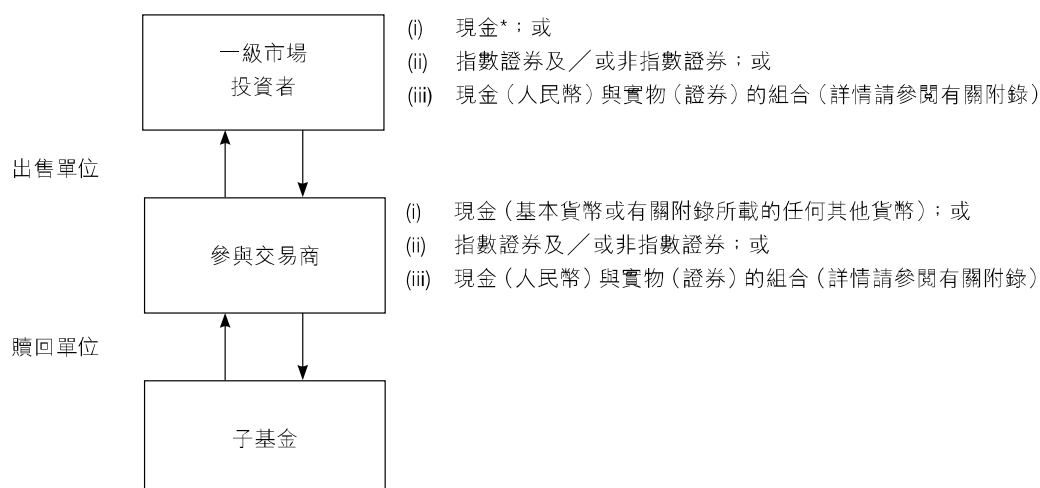 一級市場
投資者
(i) 現金*；或
(ii) 指數證券及／或非指數證券；或
(iii) 現金（人民幣）與實物（證券）的組合（詳情請參閱有關附錄）
出售單位
參與交易商
(i) 現金（基本貨幣或有關附錄所載的任何其他貨幣）；或
(ii) 指數證券及／或非指數證券；或
(iii) 現金（人民幣）與實物（證券）的組合（詳情請參閱有關附錄）
贖回單位
子基金